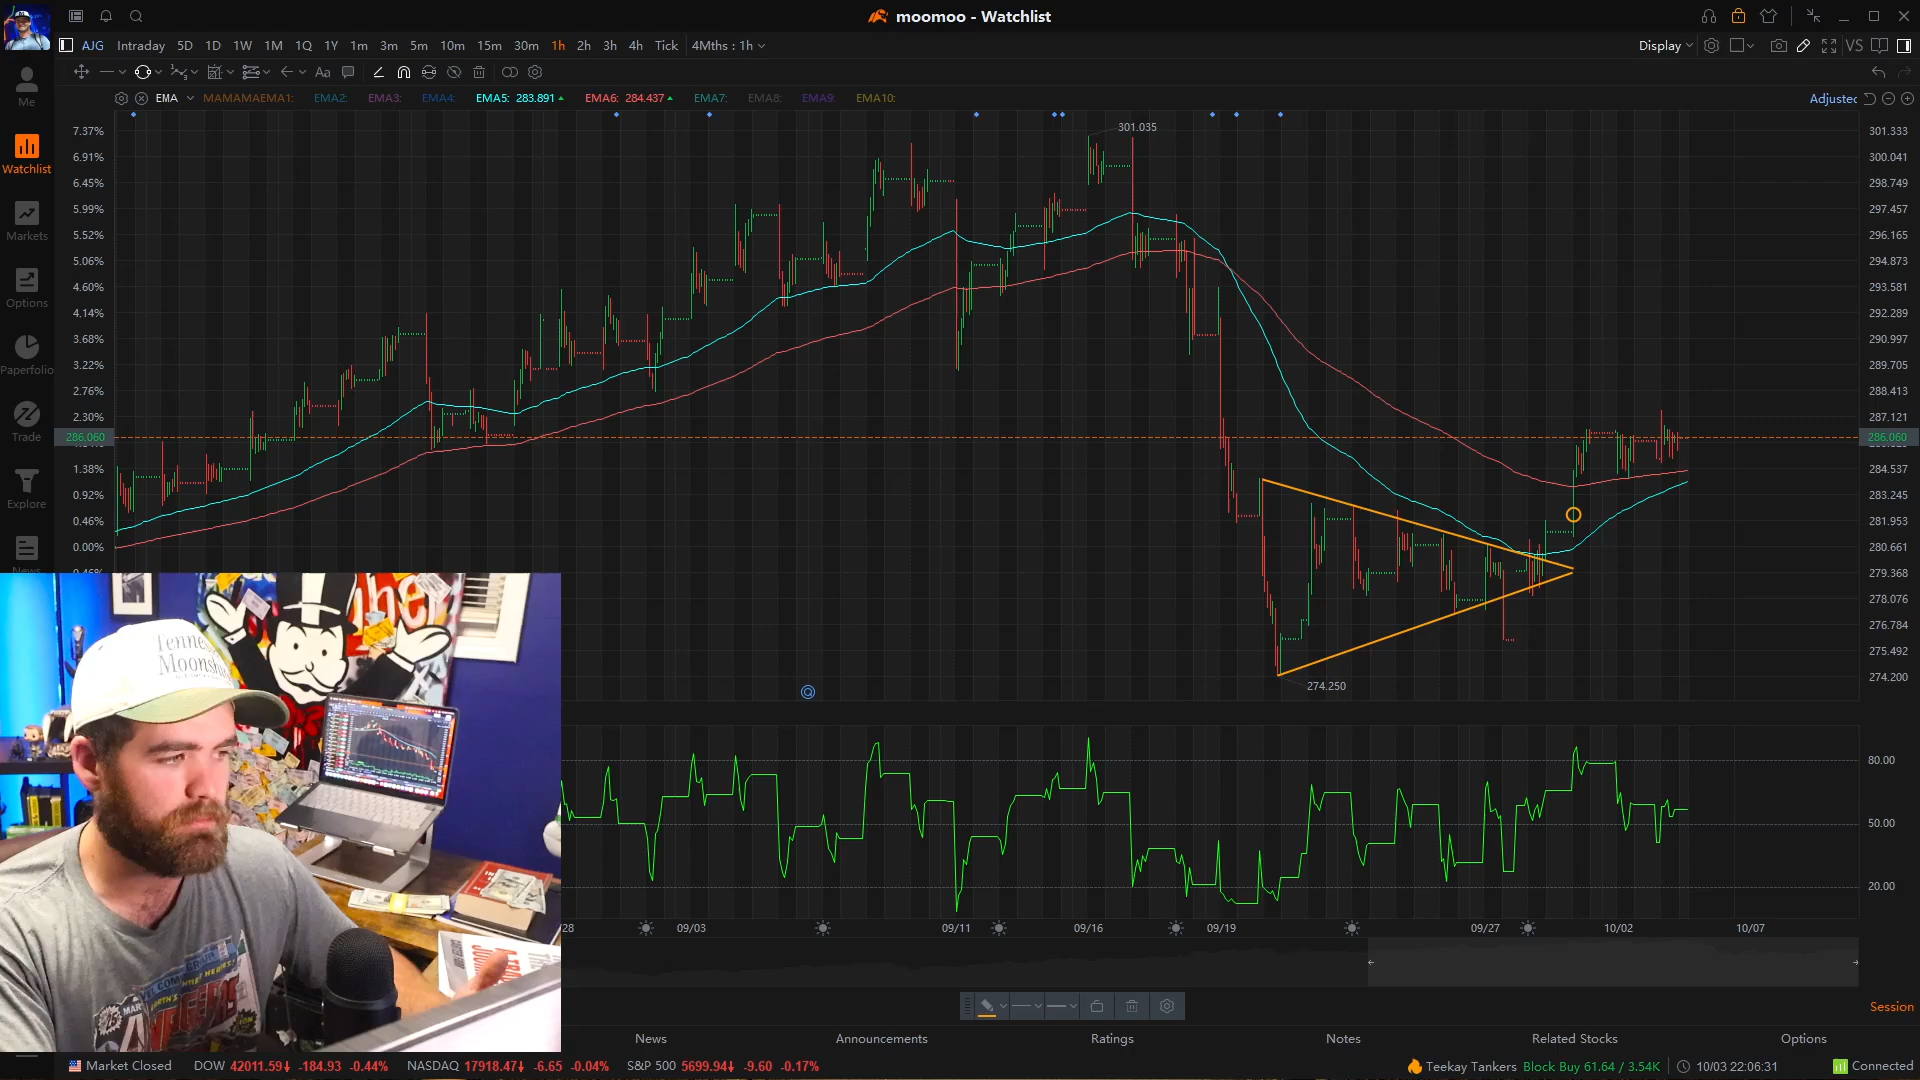 moomoo - Watchlist
AJG Intraday 5D 1D 1W 1M 1Q 1Y 1m 3m 5m 10m 15m 30m 1h 2h 3h 4h Tick 4Mths : 1h Display VS
Aa
EMA MAMAMAEMA1: EMA2: EMA3: EMA4: EMA5: 283.891 EMA6: 284.437 EMA7: EMA8: EMA9: EMA10: Adjusted
Me
Watchlist
Markets
Options
Paperfolio
Trade
Explore
News
7.37% 301.035 301.333
6.91% 300.041
6.45% 298.749
5.99% 297.457
5.52% 296.165
5.06% 294.873
4.60% 293.581
4.14% 292.289
3.68% 290.997
3.22% 289.705
2.76% 288.413
2.30% 287.121
286.060 286.060
1.38% 284.537
0.92% 283.245
0.46% 281.953
0.00% 280.661
279.368
278.076
276.784
275.492
274.250 274.200
80.00
50.00
20.00
28 09/03 09/11 09/16 09/19 09/27 10/02 10/07
Session
News Announcements Ratings Notes Related Stocks Options
Market Closed DOW 42011.59↓ -184.93 -0.44% NASDAQ 17918.47↓ -6.65 -0.04% S&P 500 5699.94↓ -9.60 -0.17% Teekay Tankers Block Buy 61.64 / 3.54K 10/03 22:06:31 Connected